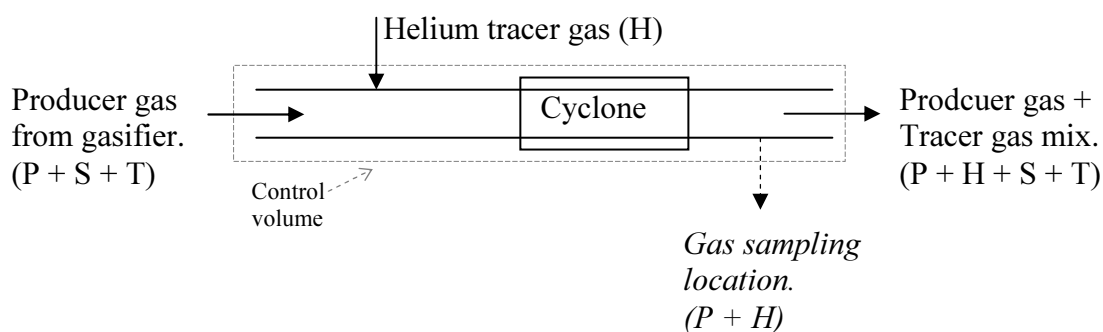 Helium tracer gas (H)
Producer gas
from gasifier.
(P + S + T)
Cyclone
Prodcuer gas +
Tracer gas mix.
(P + H + S + T)
Control
volume
Gas sampling
location.
(P + H)